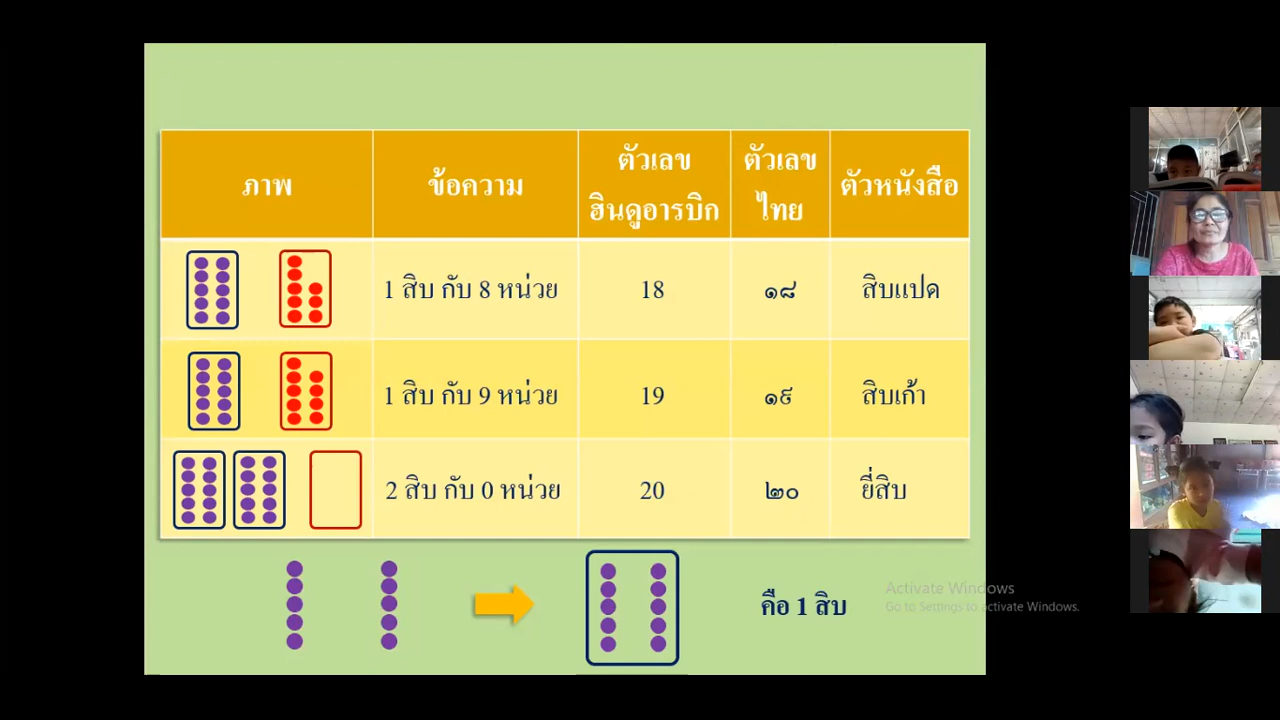 ภาพ
ข้อความ
ตัวเลข
ฮินดูอารบิก
ตัวเลข
ไทย
ตัวหนังสือ
1 สิบ กับ 8 หน่วย
18
๑๘
สิบแปด
1 สิบ กับ 9 หน่วย
19
๑๙
สิบเก้า
2 สิบ กับ 0 หน่วย
20
๒๐
ยี่สิบ
คือ 1 สิบ
Activate Windows
Go to Settings to activate Windows.